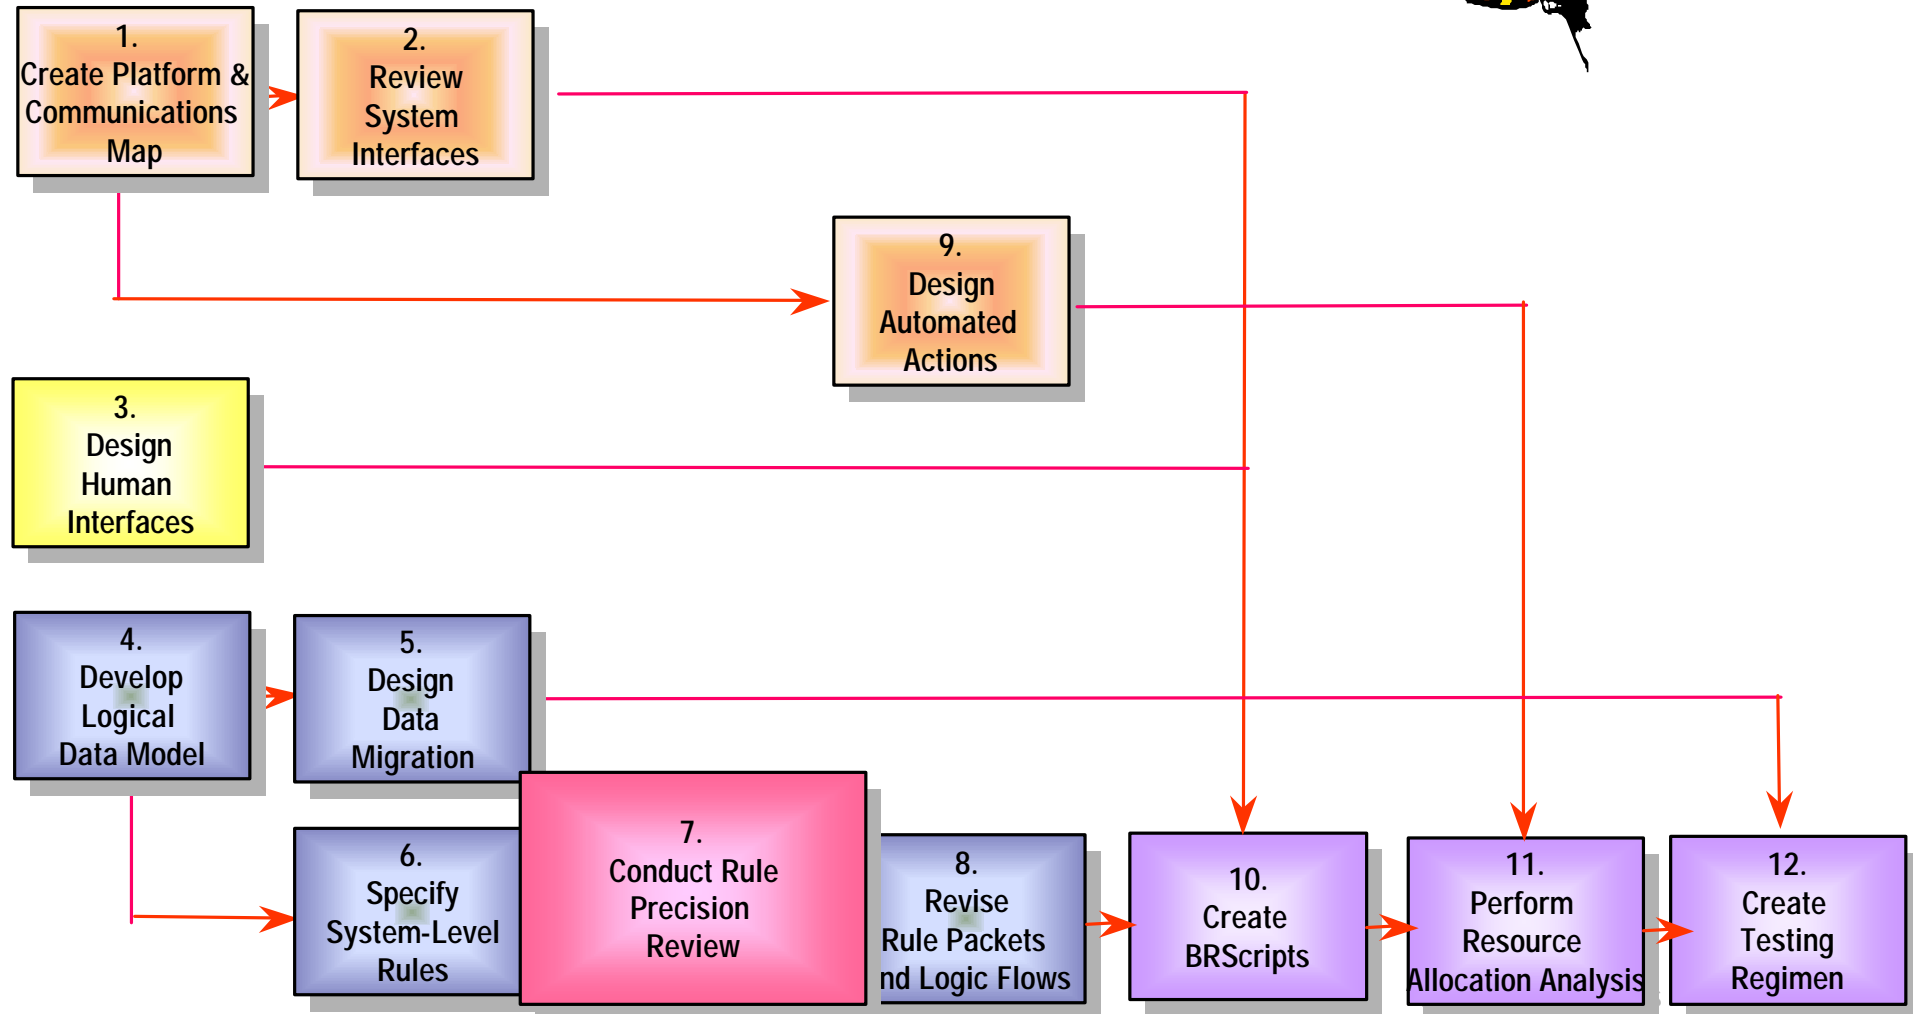 1.
Create Platform &
Communications
Map
2.
Review
System
Interfaces
9.
Design
Automated
Actions
3.
Design
Human
Interfaces
4.
Develop
Logical
Data Model
5.
Design
Data
Migration
6.
Specify
System-Level
Rules
7.
Conduct Rule
Precision
Review
8.
Revise
Rule Packets
nd Logic Flows
10.
Create
BRScripts
11.
Perform
Resource
Allocation Analysis
12.
Create
Testing
Regimen